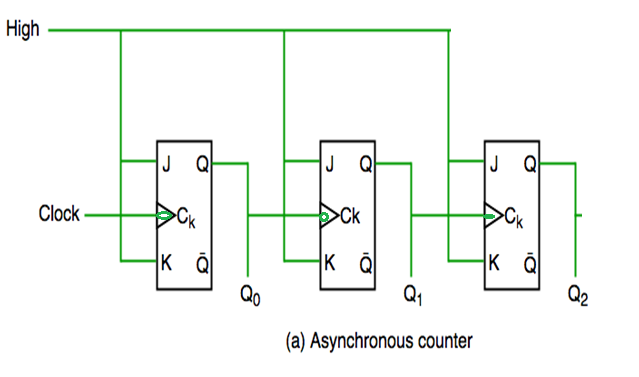 High
J Q J Q J Q
Clock Cₖ Ck Cₖ
K Q̄ K Q̄ K Q̄
Q₀ Q₁ Q₂
(a) Asynchronous counter